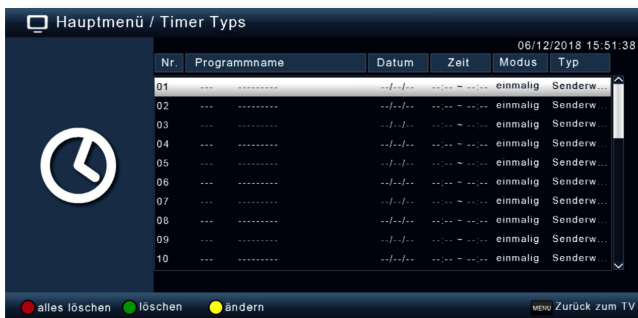 Hauptmenü / Timer Typs
06/12/2018 15:51:38
Nr. Programmname Datum Zeit Modus Typ
01 --- --------- --/--/-- --:-- ~ --:-- einmalig Senderw...
02 --- --------- --/--/-- --:-- ~ --:-- einmalig Senderw...
03 --- --------- --/--/-- --:-- ~ --:-- einmalig Senderw...
04 --- --------- --/--/-- --:-- ~ --:-- einmalig Senderw...
05 --- --------- --/--/-- --:-- ~ --:-- einmalig Senderw...
06 --- --------- --/--/-- --:-- ~ --:-- einmalig Senderw...
07 --- --------- --/--/-- --:-- ~ --:-- einmalig Senderw...
08 --- --------- --/--/-- --:-- ~ --:-- einmalig Senderw...
09 --- --------- --/--/-- --:-- ~ --:-- einmalig Senderw...
10 --- --------- --/--/-- --:-- ~ --:-- einmalig Senderw...
alles löschen löschen ändern MENU Zurück zum TV